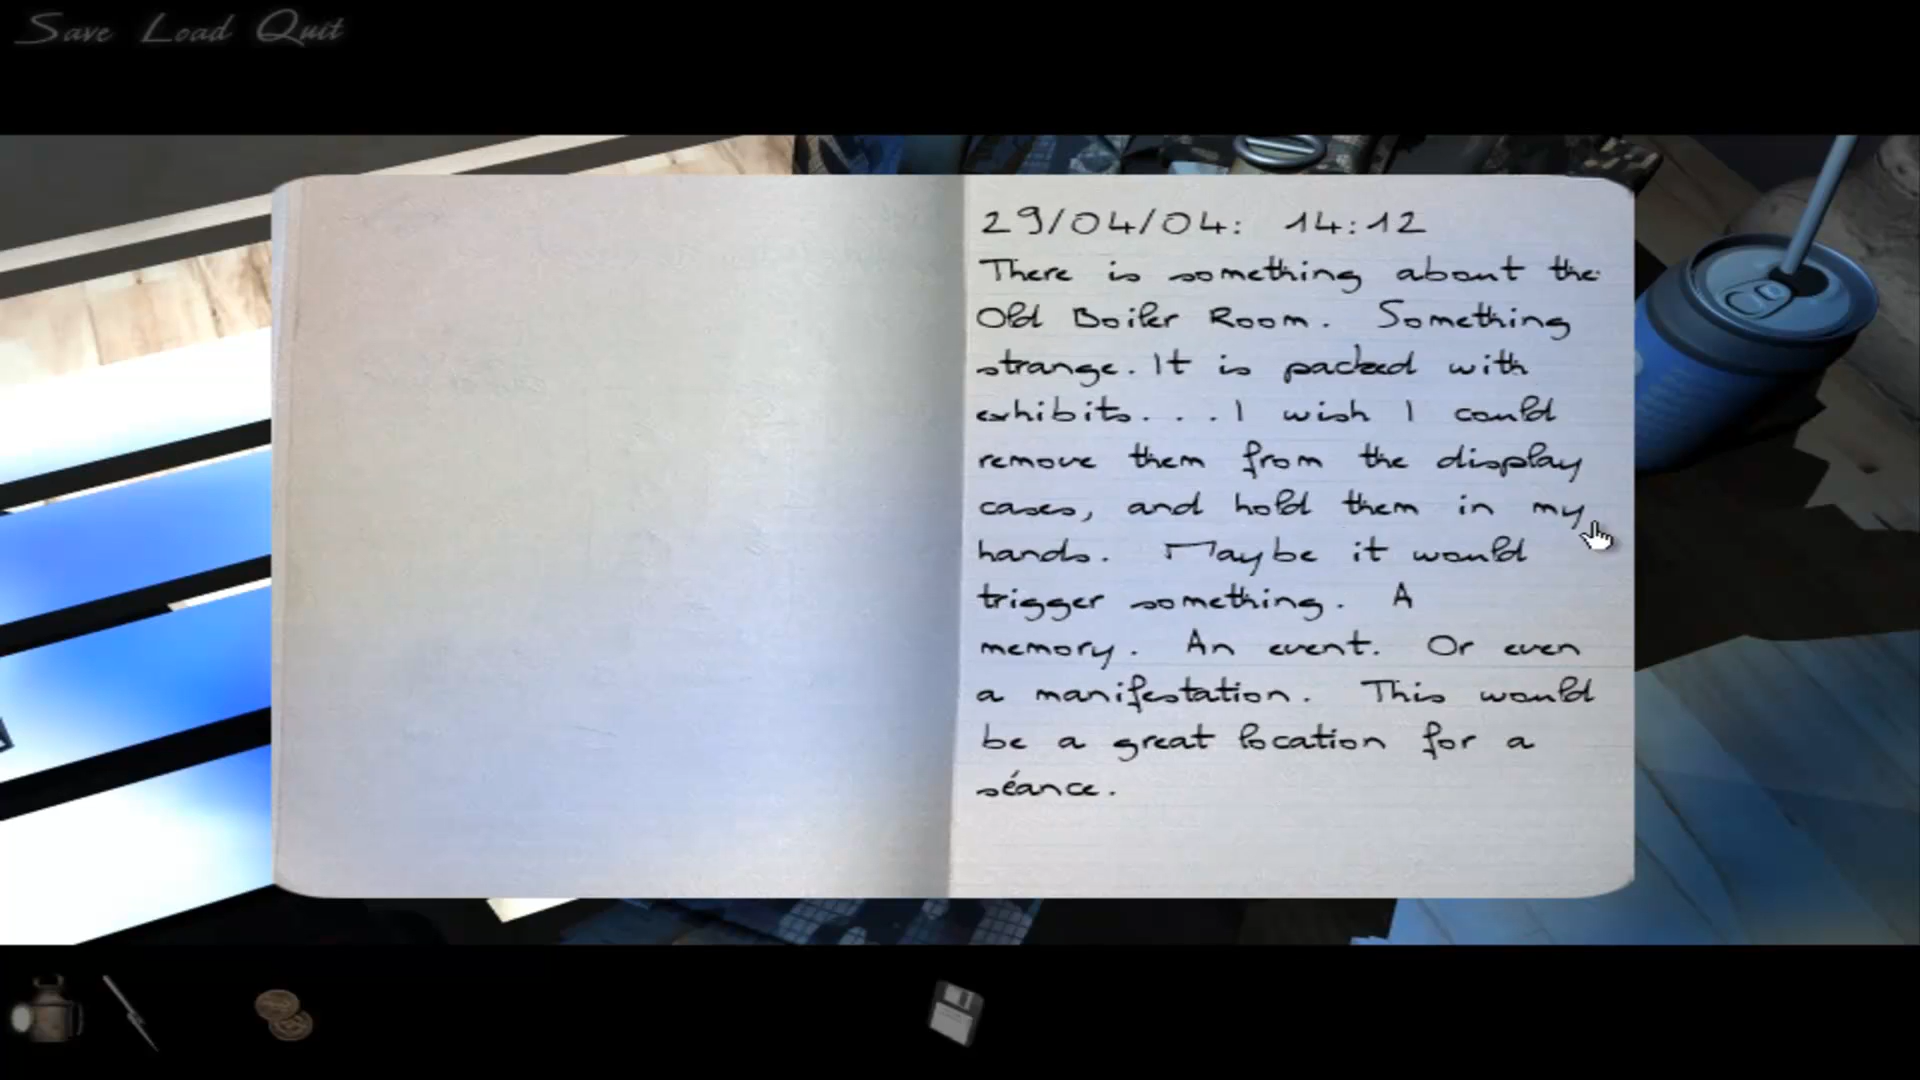 Save Load Quit
29/04/04: 14:12
There is something about the
Old Boiler Room. Something
strange. It is packed with
exhibits. . . . I wish I could
remove them from the display
cases, and hold them in my
hands. Maybe it would
trigger something. A
memory. An event. Or even
a manifestation. This would
be a great location for a
séance.